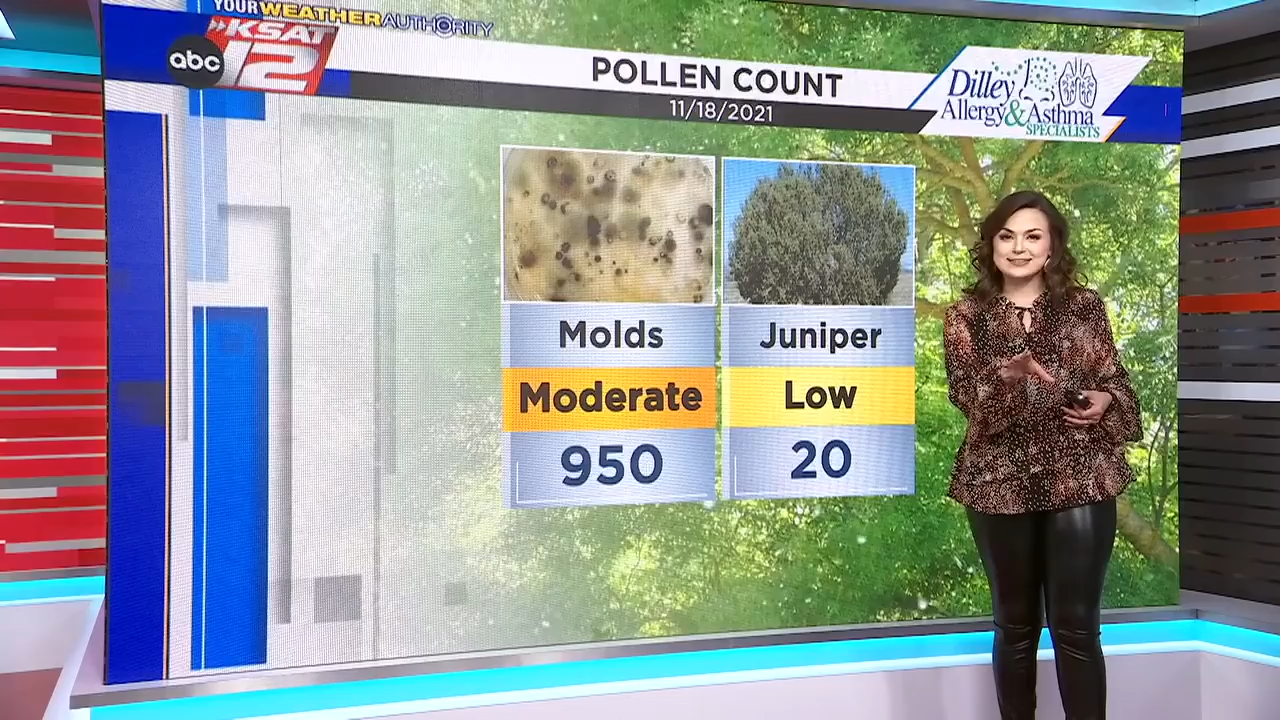 YOUR WEATHER AUTHORITY
abc
KSAT
12
POLLEN COUNT
11/18/2021
Dilley
Allergy & Asthma
SPECIALISTS
Molds
Juniper
Moderate
Low
950
20